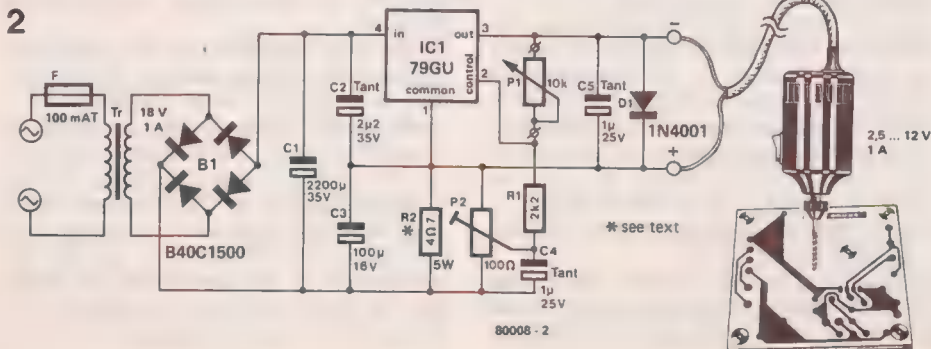 2
F
100 mAT
Tr
18 V
1 A
B1
B40C1500
C1
2200µ
35V
C2 Tant
2µ2
35V
C3
100µ
16V
4 in out 3
IC1
79GU
control
2
common
1
R2
*
4Ω7
5W
P2
100Ω
P1
10k
R1
2k2
C4
Tant
1µ
25V
C5 Tant
1µ
25V
D1
1N4001
−
+
* see text
2,5 ... 12 V
1 A
80008 - 2